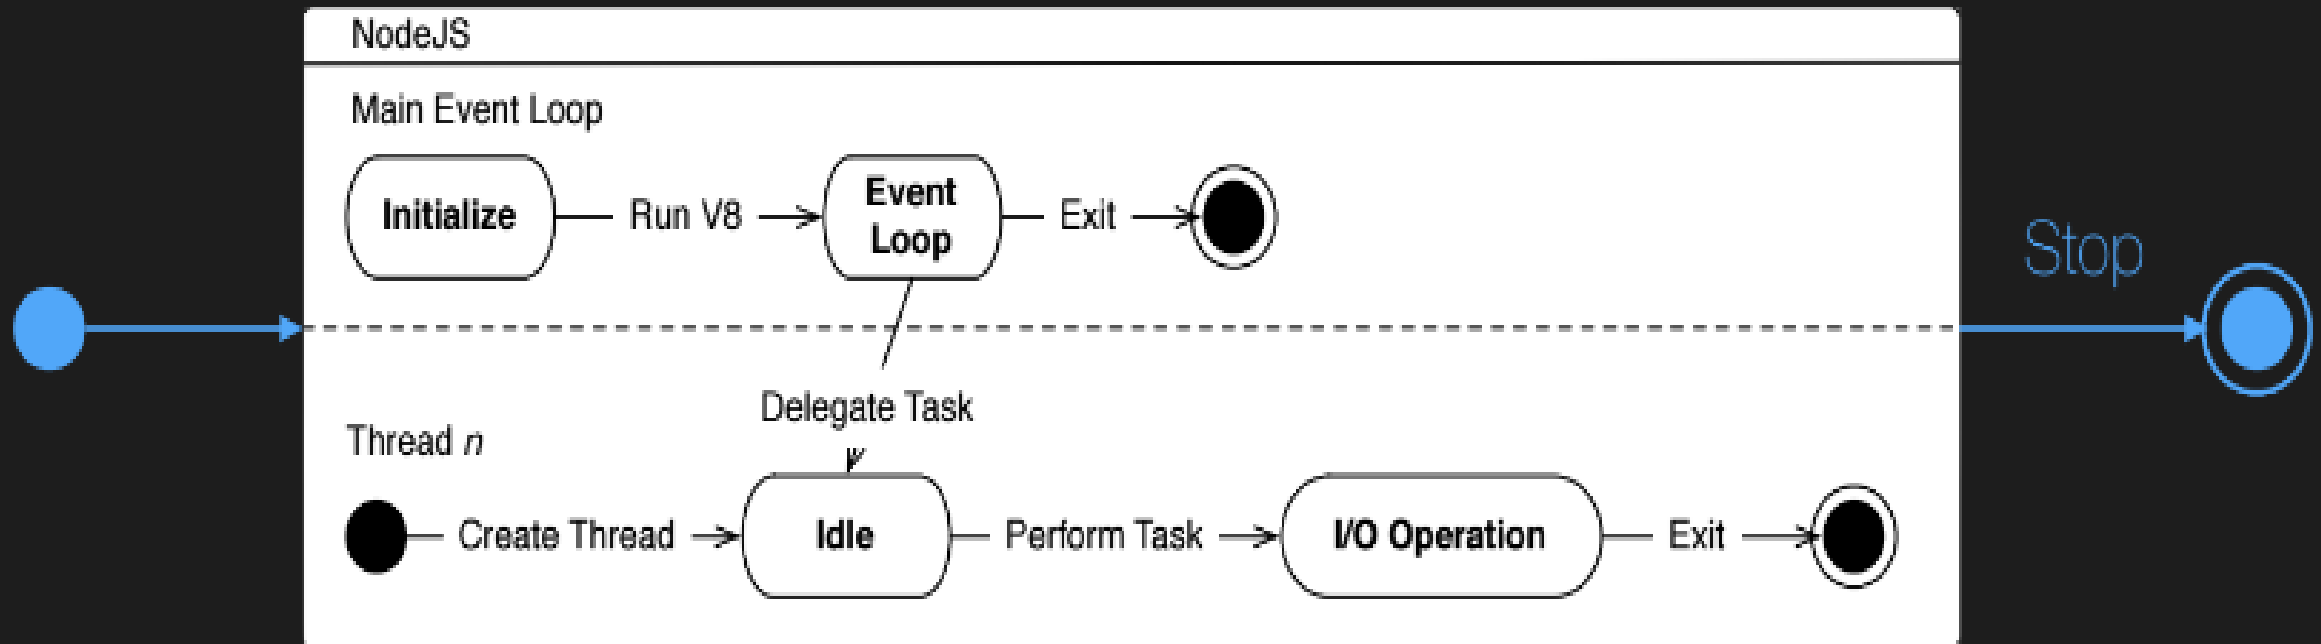 NodeJS
Main Event Loop
Initialize
Run V8
Event
Loop
Exit
Stop
Delegate Task
Thread n
Create Thread
Idle
Perform Task
I/O Operation
Exit